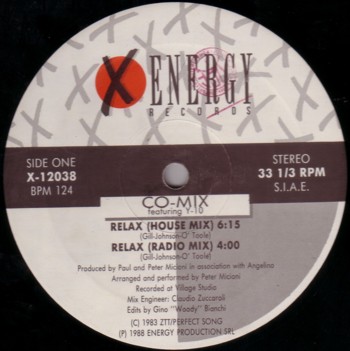 X ENERGY
RECORDS
SIDE ONE
X-12038
BPM 124
STEREO
33 1/3 RPM
S.I.A.E.
CO-MIX
featuring Y-10
RELAX (HOUSE MIX) 6:15
(Gill-Johnson-O' Toole)
RELAX (RADIO MIX) 4:00
(Gill-Johnson-O' Toole)
Produced by Paul and Peter Micioni in association with Angelino
Arranged and performed by Peter Micioni
Recorded at Village Studio
Mix Engineer: Claudio Zuccaroli
Edits by Gino "Woody" Bianchi
(C) 1983 ZTT/PERFECT SONG
(P) 1988 ENERGY PRODUCTION SRL